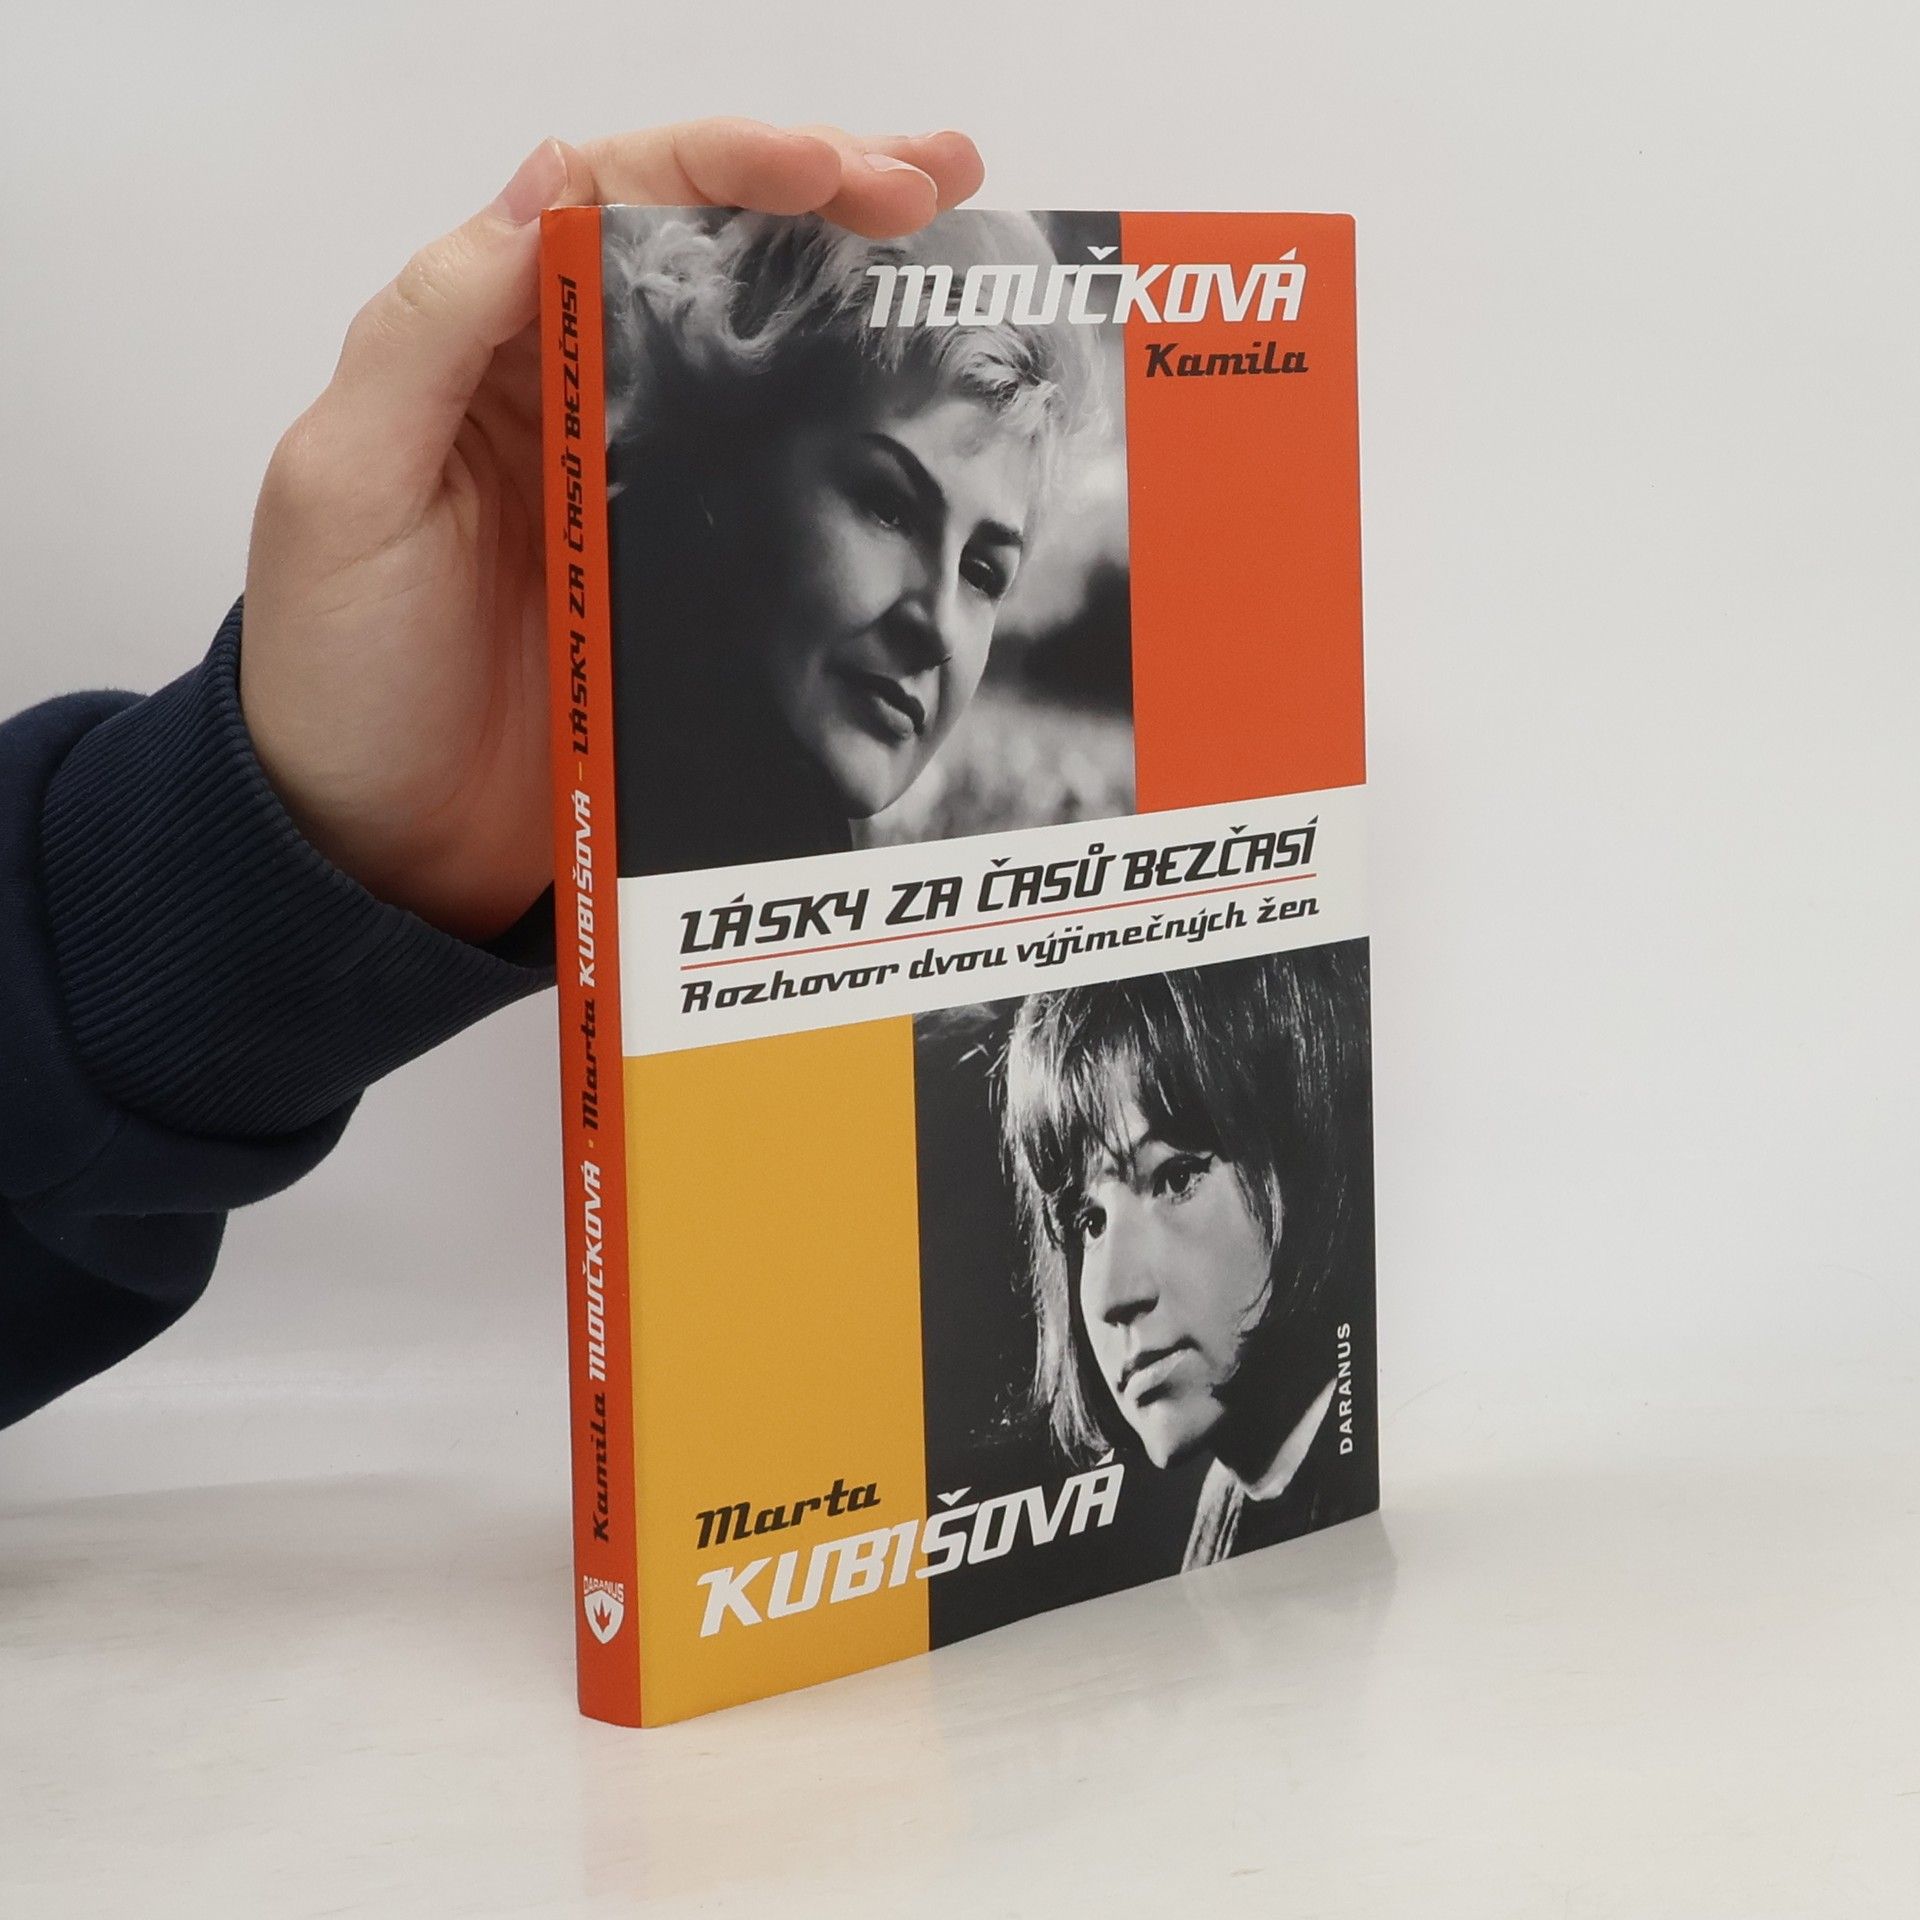 MOUČKOVÁ
Kamila
LÁSKY ZA ČASŮ BEZČASÍ
Rozhovor dvou výjimečných žen
Marta
KUBIŠOVÁ
DARANUS
Kamila MOUČKOVÁ · Marta KUBIŠOVÁ – LÁSKY ZA ČASŮ BEZČASÍ
DARANUS